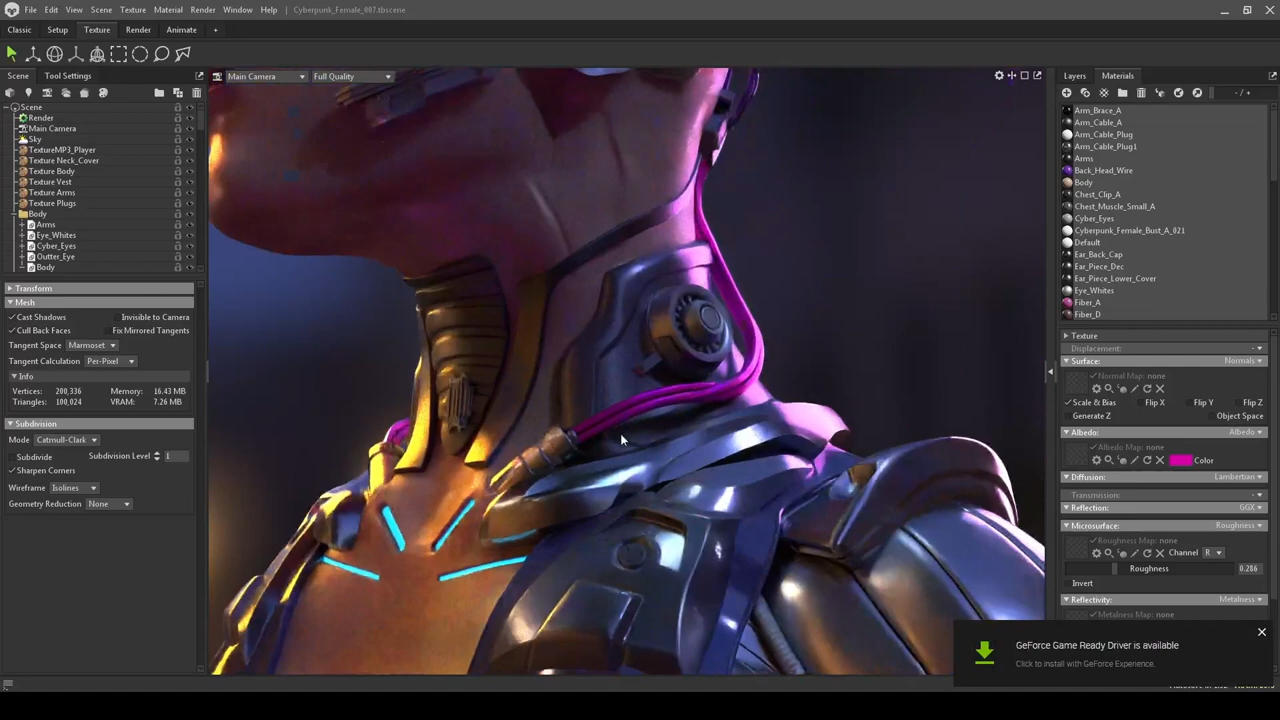 File Edit View Scene Texture Material Render Window Help Cyberpunk_Female_007.tbscene
Classic Setup Texture Render Animate +
Scene Tool Settings
Main Camera Full Quality
Layers Materials
- / +
Scene
Render
Main Camera
Sky
TextureMP3_Player
Texture Neck_Cover
Texture Body
Texture Vest
Texture Arms
Texture Plugs
Body
Arms
Eye_Whites
Cyber_Eyes
Outter_Eye
Body
Transform
Mesh
Cast Shadows Invisible to Camera
Cull Back Faces Fix Mirrored Tangents
Tangent Space Marmoset
Tangent Calculation Per-Pixel
Info
Vertices: 200,336 Memory: 16.43 MB
Triangles: 100,024 VRAM: 7.26 MB
Subdivision
Mode Catmull-Clark
Subdivide Subdivision Level 1
Sharpen Corners
Wireframe Isolines
Geometry Reduction None
Arm_Brace_A
Arm_Cable_A
Arm_Cable_Plug
Arm_Cable_Plug1
Arms
Back_Head_Wire
Body
Chest_Clip_A
Chest_Muscle_Small_A
Cyber_Eyes
Cyberpunk_Female_Bust_A_021
Default
Ear_Back_Cap
Ear_Piece_Dec
Ear_Piece_Lower_Cover
Eye_Whites
Fiber_A
Fiber_D
Texture
Displacement: -
Surface: Normals
Normal Map: none
Scale & Bias Flip X Flip Y Flip Z
Generate Z Object Space
Albedo: Albedo
Albedo Map: none
Color
Diffusion: Lambertian
Transmission: -
Reflection: GGX
Microsurface: Roughness
Roughness Map: none
Channel R
Roughness 0.286
Invert
Reflectivity: Metalness
Metalness Map: none
GeForce Game Ready Driver is available
Click to install with GeForce Experience.